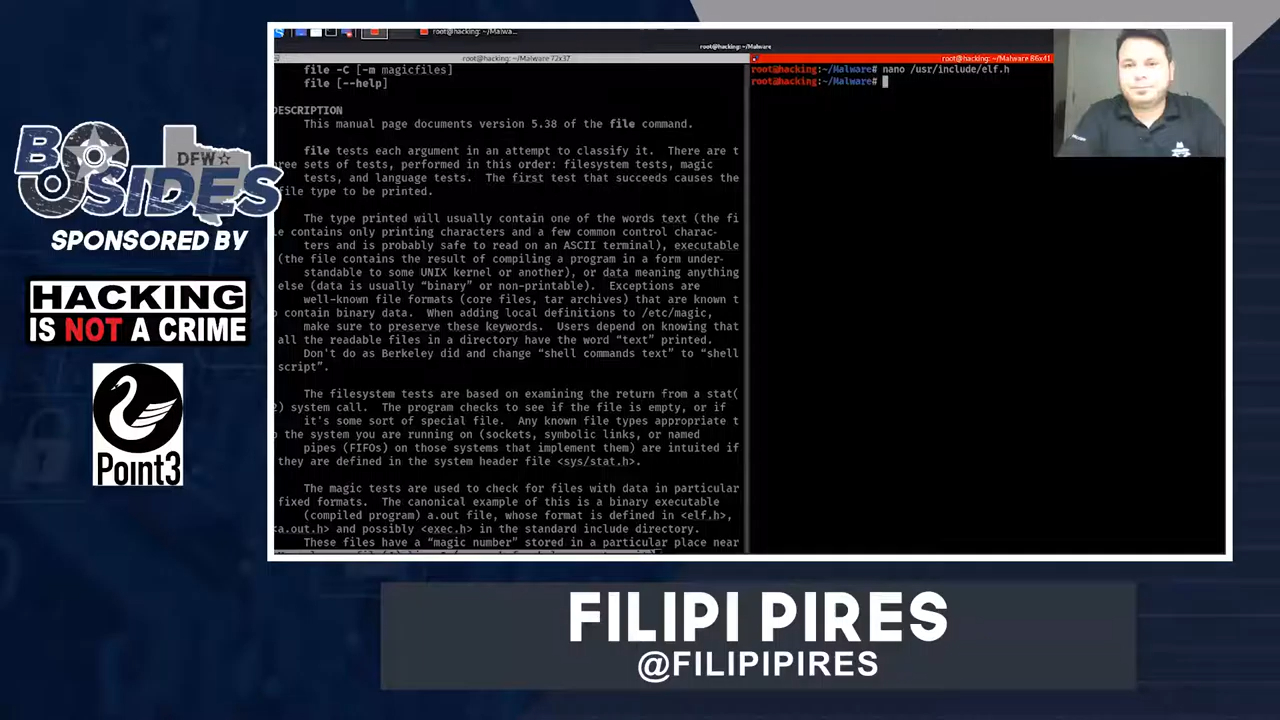 root@hacking: ~/Malwa...
root@hacking: ~/Malware
root@hacking: ~/Malware 72x37
file -C [-m magicfiles]
file [--help]
DESCRIPTION
This manual page documents version 5.38 of the file command.
file tests each argument in an attempt to classify it.  There are t
ree sets of tests, performed in this order: filesystem tests, magic
tests, and language tests.  The first test that succeeds causes the
file type to be printed.
The type printed will usually contain one of the words text (the fi
le contains only printing characters and a few common control charac-
ters and is probably safe to read on an ASCII terminal), executable
(the file contains the result of compiling a program in a form under-
standable to some UNIX kernel or another), or data meaning anything
else (data is usually “binary” or non-printable).  Exceptions are
well-known file formats (core files, tar archives) that are known t
o contain binary data.  When adding local definitions to /etc/magic,
make sure to preserve these keywords.  Users depend on knowing that
all the readable files in a directory have the word “text” printed.
Don't do as Berkeley did and change “shell commands text” to “shell
script”.
The filesystem tests are based on examining the return from a stat(
2) system call.  The program checks to see if the file is empty, or if
it's some sort of special file.  Any known file types appropriate t
o the system you are running on (sockets, symbolic links, or named
pipes (FIFOs) on those systems that implement them) are intuited if
they are defined in the system header file <sys/stat.h>.
The magic tests are used to check for files with data in particular
fixed formats.  The canonical example of this is a binary executable
(compiled program) a.out file, whose format is defined in <elf.h>,
<a.out.h> and possibly <exec.h> in the standard include directory.
These files have a “magic number” stored in a particular place near
root@hacking: ~/Malware 86x41
root@hacking:~/Malware# nano /usr/include/elf.h
root@hacking:~/Malware#
BSIDES
DFW
SPONSORED BY
HACKING
IS NOT A CRIME
Point3
FILIPI PIRES
@FILIPIPIRES